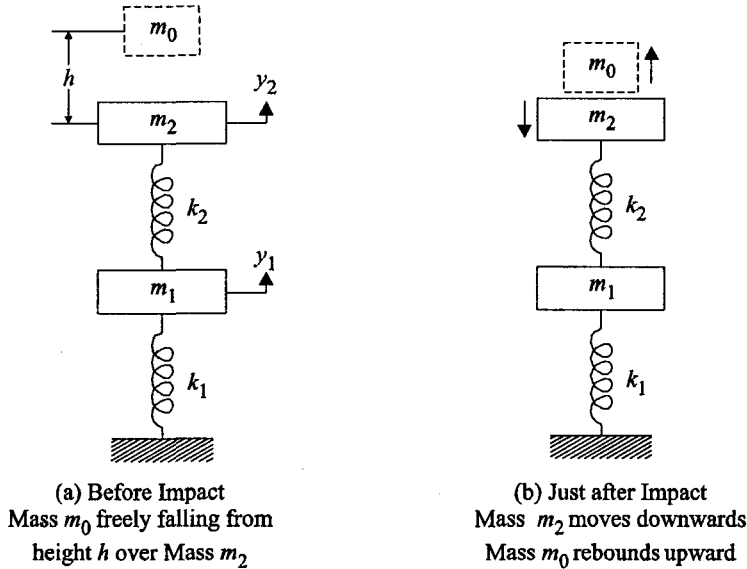 m₀
h
y₂
m₂
k₂
y₁
m₁
k₁
(a) Before Impact
Mass m₀ freely falling from
height h over Mass m₂
m₀
m₂
k₂
m₁
k₁
(b) Just after Impact
Mass m₂ moves downwards
Mass m₀ rebounds upward